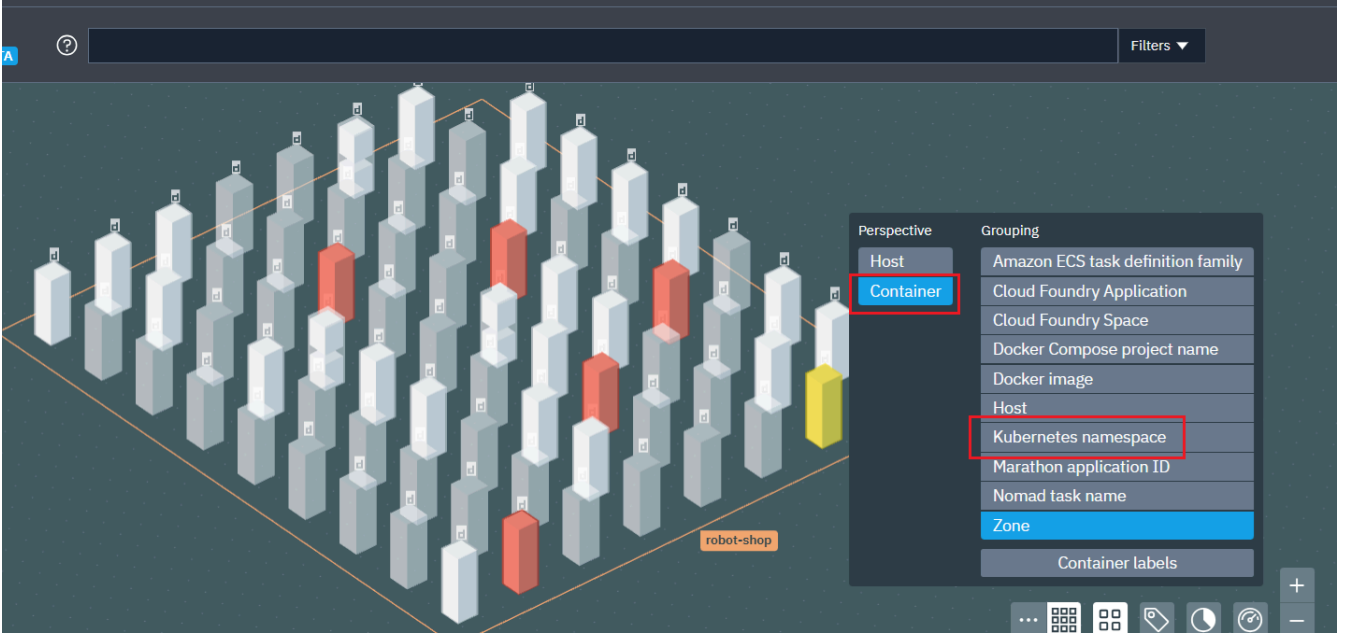 TA
?
Filters
Perspective
Grouping
Host
Amazon ECS task definition family
Container
Cloud Foundry Application
Cloud Foundry Space
Docker Compose project name
Docker image
Host
Kubernetes namespace
Marathon application ID
Nomad task name
Zone
Container labels
robot-shop